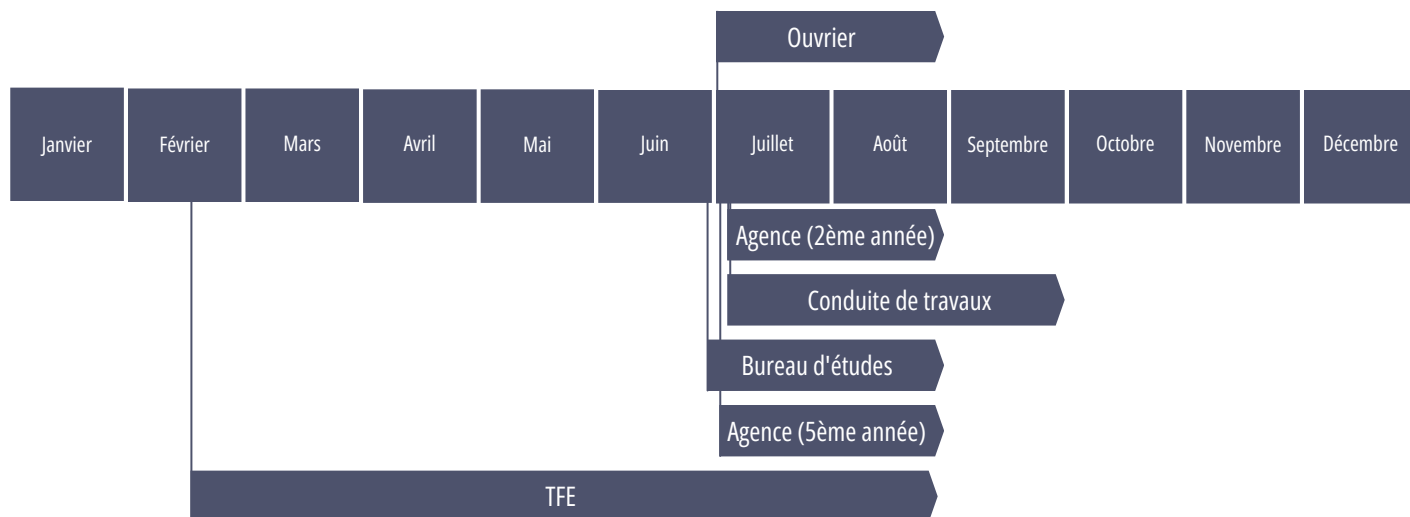 Ouvrier
Janvier
Février
Mars
Avril
Mai
Juin
Juillet
Août
Septembre
Octobre
Novembre
Décembre
Agence (2ème année)
Conduite de travaux
Bureau d'études
Agence (5ème année)
TFE